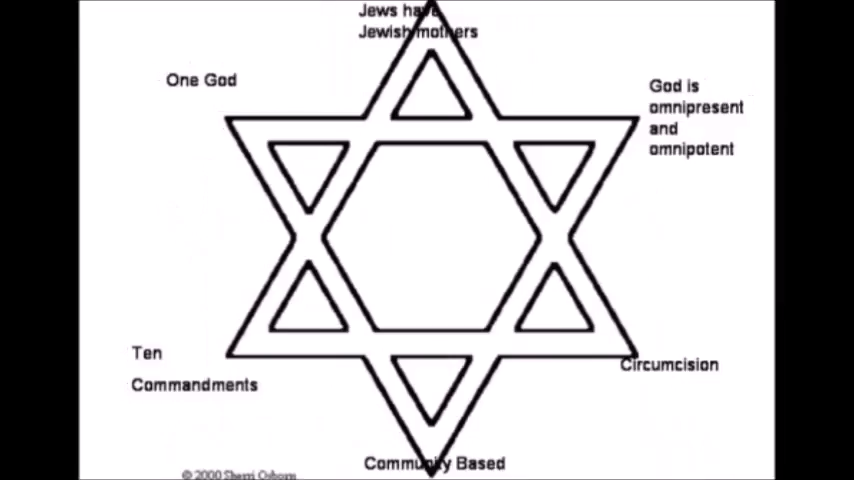 Jews have
Jewish mothers
One God
God is
omnipresent
and
omnipotent
Ten
Commandments
Circumcision
Community Based
© 2000 Sherri Osborn